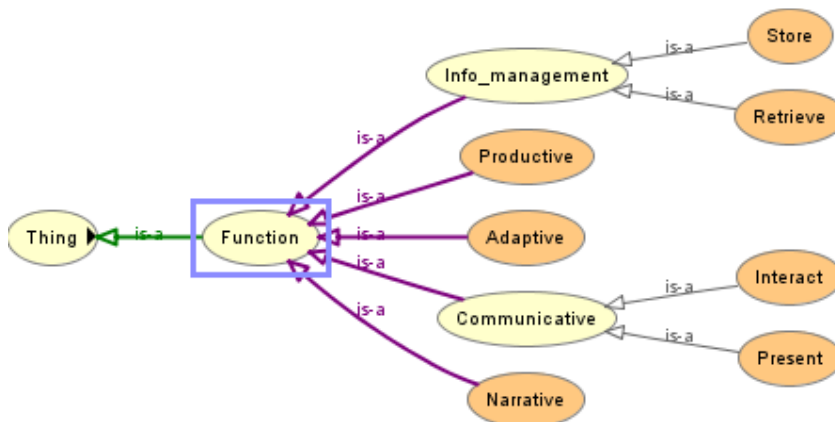 Store
is-a
Info_management
is-a
Retrieve
is-a
Productive
is-a
Thing
is-a
Function
is-a
Adaptive
is-a
Interact
is-a
Communicative
is-a
Present
is-a
Narrative